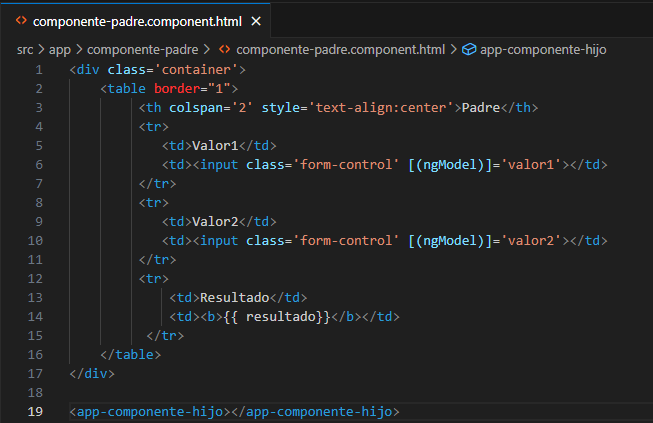 componente-padre.component.html
src > app > componente-padre > componente-padre.component.html > app-componente-hijo
1 <div class='container'>
2     <table border="1">
3          <th colspan='2' style='text-align:center'>Padre</th>
4          <tr>
5             <td>Valor1</td>
6             <td><input class='form-control' [(ngModel)]='valor1'></td>
7          </tr>
8          <tr>
9             <td>Valor2</td>
10             <td><input class='form-control' [(ngModel)]='valor2'></td>
11          </tr>
12          <tr>
13              <td>Resultado</td>
14              <td><b>{{ resultado}}</b></td>
15           </tr>
16     </table>
17 </div>
18
19 <app-componente-hijo></app-componente-hijo>